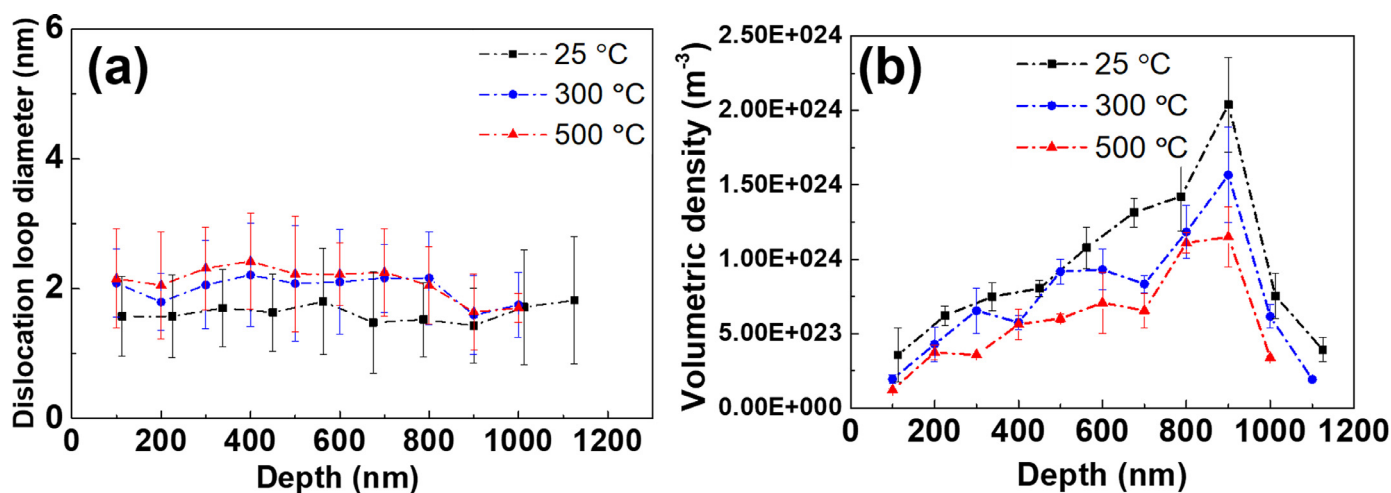 (a)
Dislocation loop diameter (nm)
6
4
2
0
25 °C
300 °C
500 °C
0 200 400 600 800 1000 1200
Depth (nm)
(b)
Volumetric density (m⁻³)
2.50E+024
2.00E+024
1.50E+024
1.00E+024
5.00E+023
0.00E+000
25 °C
300 °C
500 °C
0 200 400 600 800 1000 1200
Depth (nm)